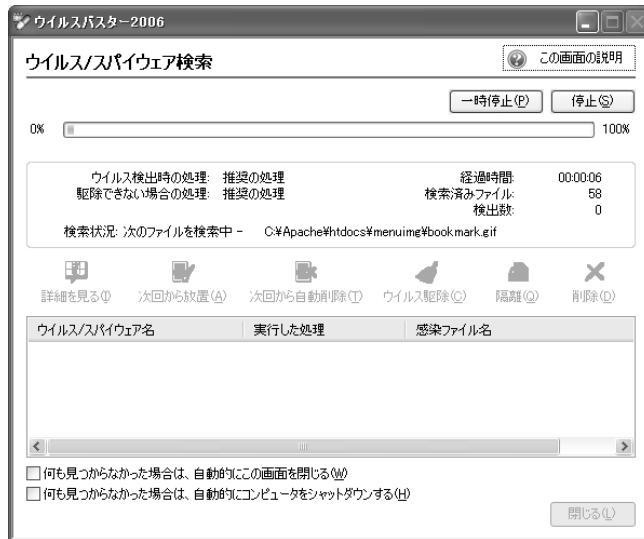 ウイルスバスター2006
ウイルス/スパイウェア検索
この画面の説明
一時停止(P) 停止(S)
0% 100%
ウイルス検出時の処理: 推奨の処理 経過時間: 00:00:06
駆除できない場合の処理: 推奨の処理 検索済みファイル: 58
検出数: 0
検索状況: 次のファイルを検索中 - C:¥Apache¥htdocs¥menuimg¥bookmark.gif
詳細を見る(I) 次回から放置(A) 次回から自動削除(T) ウイルス駆除(C) 隔離(Q) 削除(D)
ウイルス/スパイウェア名 実行した処理 感染ファイル名
何も見つからなかった場合は、自動的にこの画面を閉じる(W)
何も見つからなかった場合は、自動的にコンピュータをシャットダウンする(H)
閉じる(L)